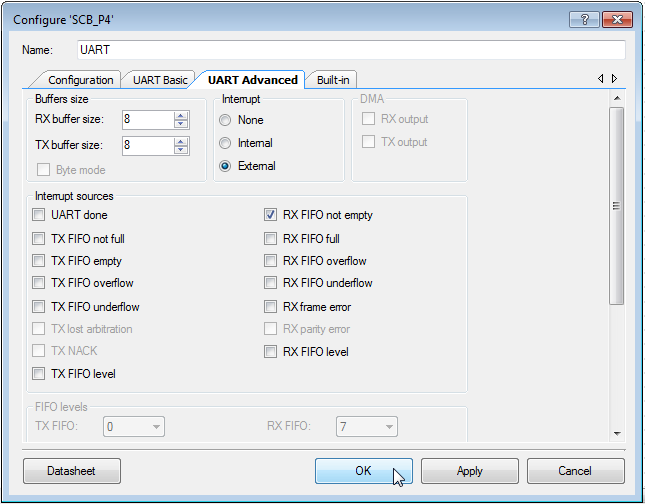 Configure 'SCB_P4'
Name: UART
Configuration UART Basic UART Advanced Built-in
Buffers size Interrupt DMA
RX buffer size: 8 None RX output
TX buffer size: 8 Internal TX output
Byte mode External
Interrupt sources
UART done RX FIFO not empty
TX FIFO not full RX FIFO full
TX FIFO empty RX FIFO overflow
TX FIFO overflow RX FIFO underflow
TX FIFO underflow RX frame error
TX lost arbitration RX parity error
TX NACK RX FIFO level
TX FIFO level
FIFO levels
TX FIFO: 0 RX FIFO: 7
Datasheet OK Apply Cancel